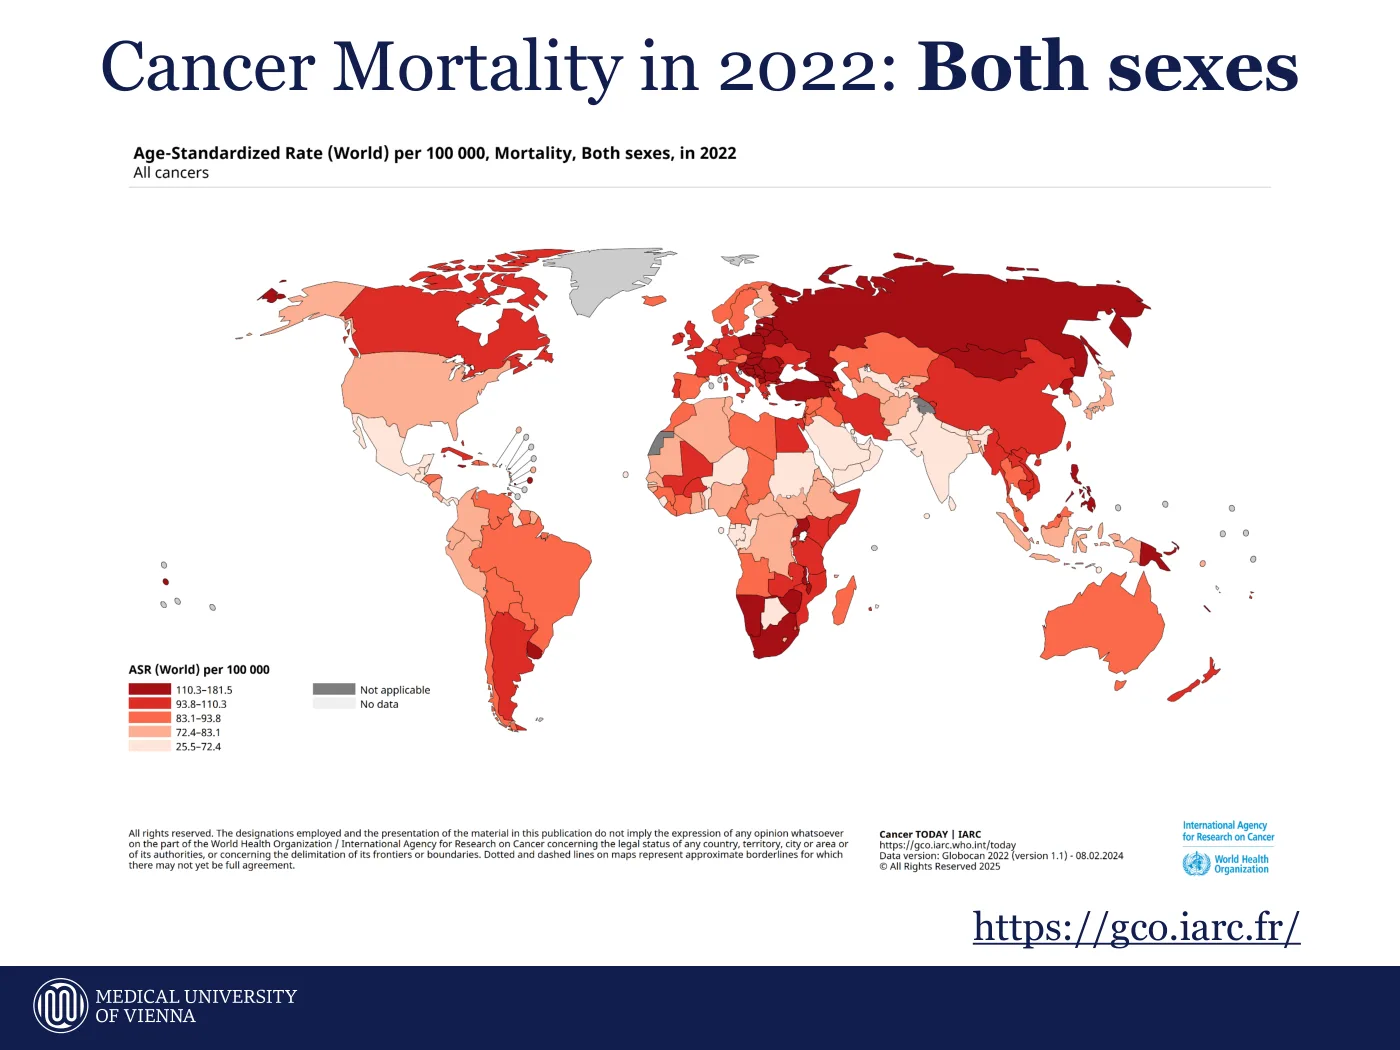 Cancer Mortality in 2022: Both sexes
Age-Standardized Rate (World) per 100 000, Mortality, Both sexes, in 2022
All cancers
ASR (World) per 100 000
110.3–181.5
93.8–110.3
83.1–93.8
72.4–83.1
25.5–72.4
Not applicable
No data
All rights reserved. The designations employed and the presentation of the material in this publication do not imply the expression of any opinion whatsoever
on the part of the World Health Organization / International Agency for Research on Cancer concerning the legal status of any country, territory, city or area or
of its authorities, or concerning the delimitation of its frontiers or boundaries. Dotted and dashed lines on maps represent approximate borderlines for which
there may not yet be full agreement.
Cancer TODAY | IARC
https://gco.iarc.who.int/today
Data version: Globocan 2022 (version 1.1) - 08.02.2024
© All Rights Reserved 2025
International Agency
for Research on Cancer
World Health
Organization
https://gco.iarc.fr/
MEDICAL UNIVERSITY
OF VIENNA